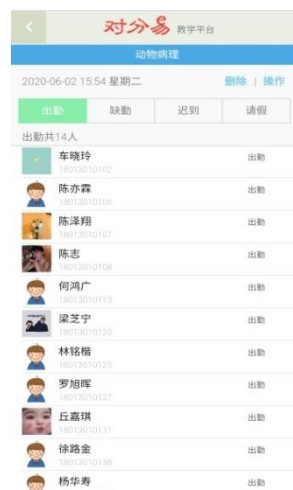 < 对分易 教学平台
动物病理
2020-06-02 15:54 星期二 删除 | 操作
出勤 缺勤 迟到 请假
出勤共14人
车晓玲 出勤
18013010102
陈亦霖 出勤
18013010106
陈泽翔 出勤
18013010107
陈志 出勤
18013010108
何鸿广 出勤
18013010113
梁芝宁 出勤
18013010120
林铭楷 出勤
18013010123
罗旭晖 出勤
18013010127
丘嘉琪 出勤
18013010131
徐路金 出勤
18013010138
杨华寿 出勤